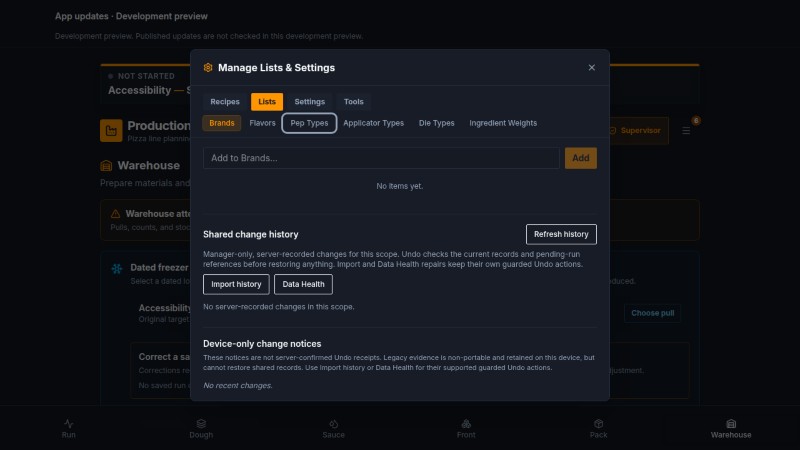 App updates · Development preview
Development preview. Published updates are not checked in this development preview.
NOT STARTED
Accessibility — S
Production
Pizza line planning
Supervisor
6
Warehouse
Prepare materials and
Warehouse atte
Pulls, counts, and stoc
Dated freezer
Select a dated lo
duced.
Accessibility
Original target
Choose pull
Correct a sa
Corrections re
djustment.
No saved run
Manage Lists & Settings
Recipes Lists Settings Tools
Brands Flavors Pep Types Applicator Types Die Types Ingredient Weights
Add to Brands...
Add
No items yet.
Shared change history
Refresh history
Manager-only, server-recorded changes for this scope. Undo checks the current records and pending-run
references before restoring anything. Import and Data Health repairs keep their own guarded Undo actions.
Import history Data Health
No server-recorded changes in this scope.
Device-only change notices
These notices are not server-confirmed Undo receipts. Legacy evidence is non-portable and retained on this device, but
cannot restore shared records. Use Import history or Data Health for their supported guarded Undo actions.
No recent changes.
Run Dough Sauce Front Pack Warehouse